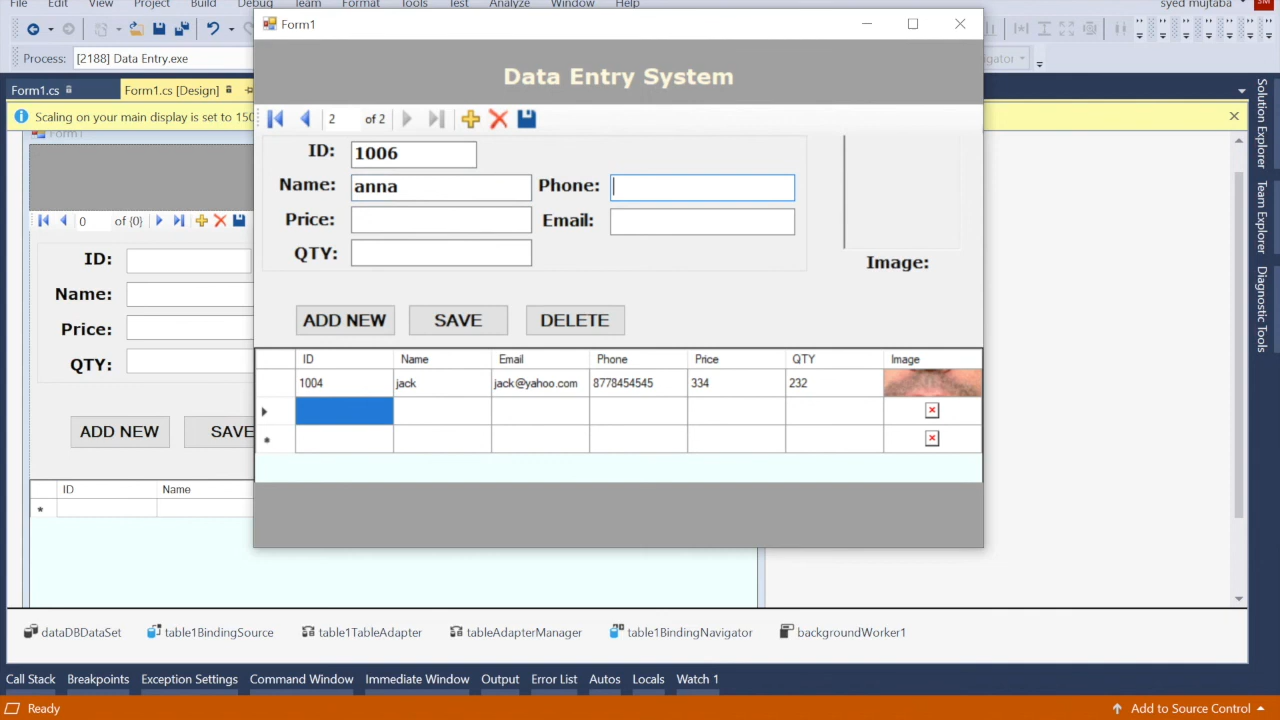 File Edit View Project Build Debug Team Format Tools Test Analyze Window Help syed mujtaba SM
Form1
Process: [2188] Data Entry.exe
Data Entry System
Form1.cs Form1.cs [Design]
Scaling on your main display is set to 150
Form1
2 of 2
ID: 1006
Name: anna Phone:
Price: Email:
QTY:
Image:
ADD NEW SAVE DELETE
ID Name Email Phone Price QTY Image
1004 jack jack@yahoo.com 8778454545 334 232
0 of {0}
ID:
Name:
Price:
QTY:
ADD NEW SAVE
ID Name
Solution Explorer
Team Explorer
Diagnostic Tools
dataDBDataSet table1BindingSource table1TableAdapter tableAdapterManager table1BindingNavigator backgroundWorker1
Call Stack Breakpoints Exception Settings Command Window Immediate Window Output Error List Autos Locals Watch 1
Ready Add to Source Control